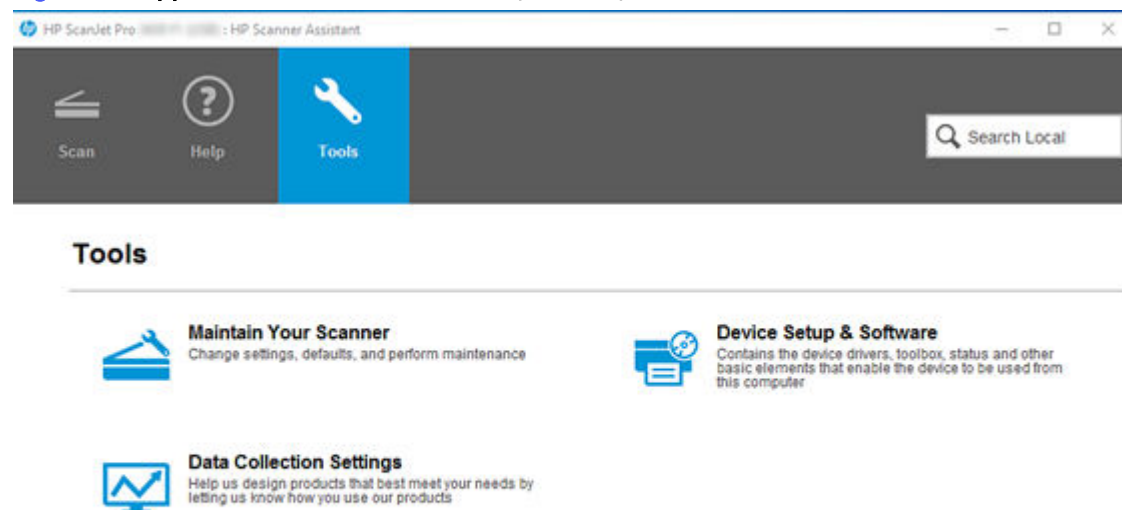 HP ScanJet Pro : HP Scanner Assistant
Scan
Help
Tools
Search Local
Tools
Maintain Your Scanner
Change settings, defaults, and perform maintenance
Device Setup & Software
Contains the device drivers, toolbox, status and other
basic elements that enable the device to be used from
this computer
Data Collection Settings
Help us design products that best meet your needs by
letting us know how you use our products